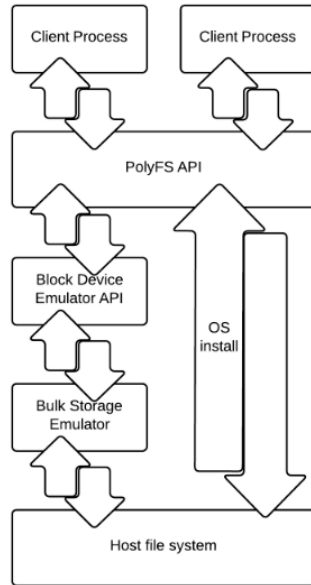 Client Process
Client Process
PolyFS API
Block Device
Emulator API
OS
install
Bulk Storage
Emulator
Host file system